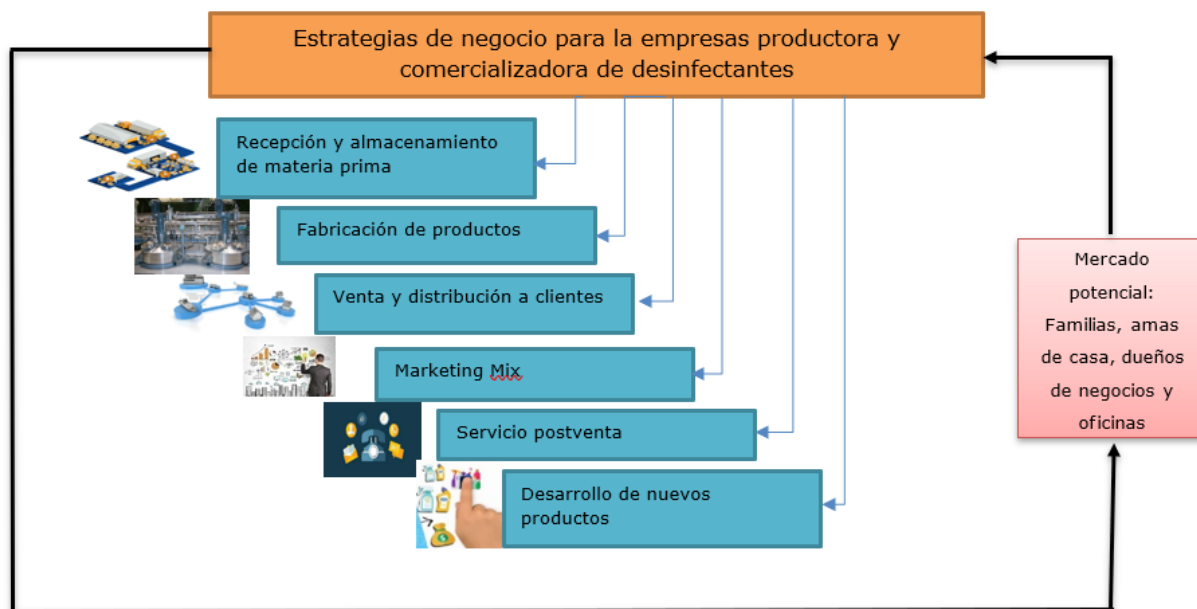 Estrategias de negocio para la empresas productora y
comercializadora de desinfectantes
Recepción y almacenamiento
de materia prima
Fabricación de productos
Venta y distribución a clientes
Marketing Mix
Servicio postventa
Desarrollo de nuevos
productos
Mercado
potencial:
Familias, amas
de casa, dueños
de negocios y
oficinas